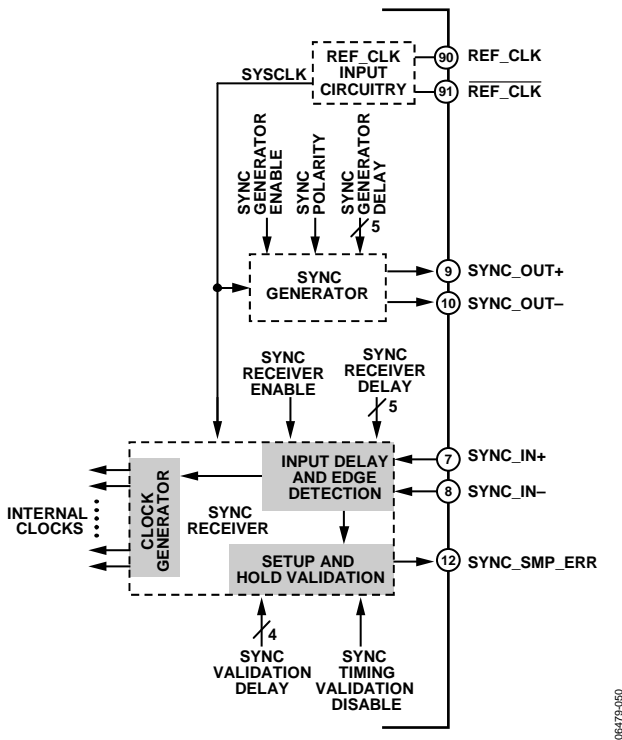 REF_CLK
INPUT
CIRCUITRY
90
REF_CLK
91
REF_CLK
SYSCLK
SYNC
GENERATOR
ENABLE
SYNC
POLARITY
SYNC
GENERATOR
DELAY
5
SYNC
GENERATOR
9
SYNC_OUT+
10
SYNC_OUT–
SYNC
RECEIVER
ENABLE
SYNC
RECEIVER
DELAY
5
INPUT DELAY
AND EDGE
DETECTION
7
SYNC_IN+
8
SYNC_IN–
INTERNAL
CLOCKS
CLOCK
GENERATOR
SYNC
RECEIVER
SETUP AND
HOLD VALIDATION
12
SYNC_SMP_ERR
4
SYNC
VALIDATION
DELAY
SYNC
TIMING
VALIDATION
DISABLE
06479-050